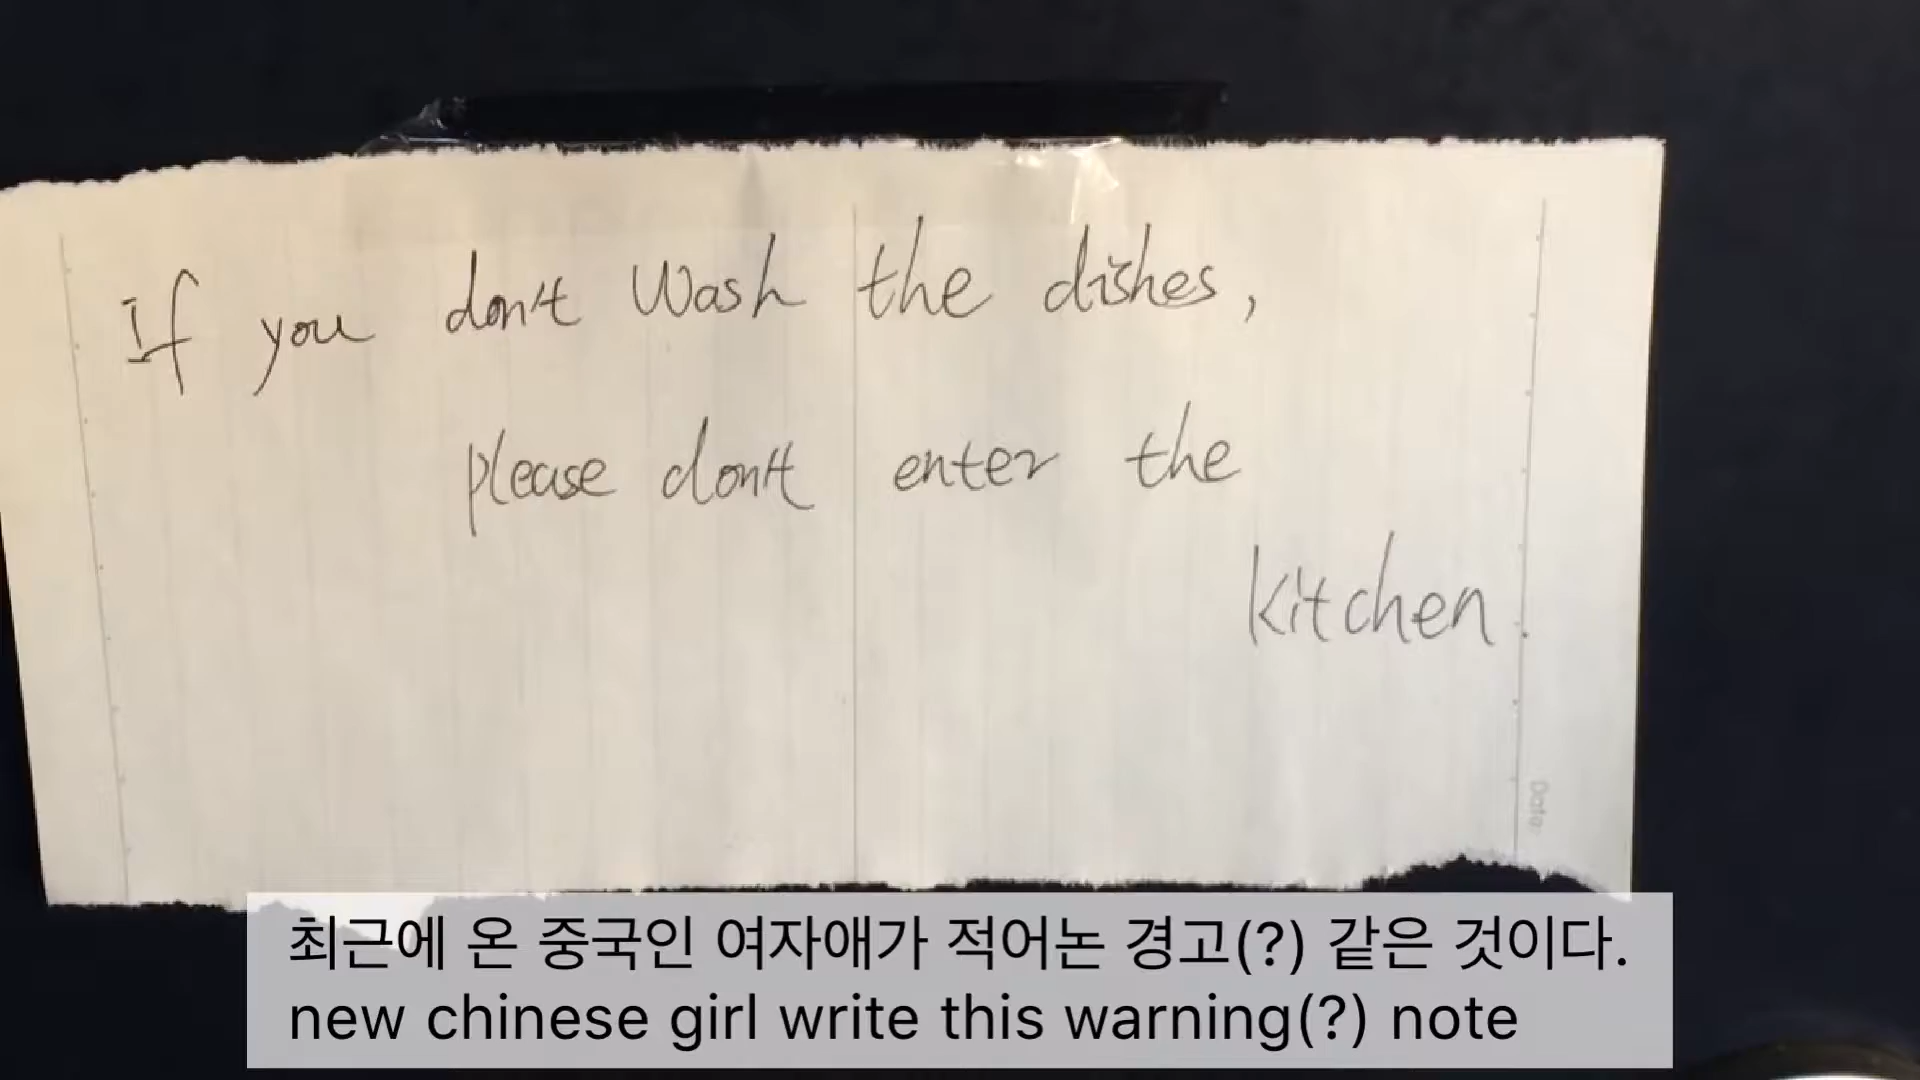 If you don't Wash the dishes,
please don't enter the
kitchen
Date:
최근에 온 중국인 여자애가 적어논 경고(?) 같은 것이다.
new chinese girl write this warning(?) note